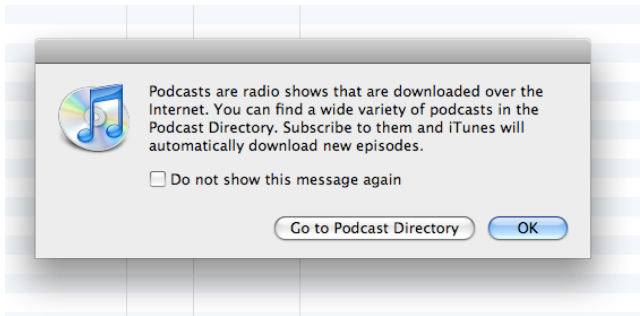 Podcasts are radio shows that are downloaded over the
Internet. You can find a wide variety of podcasts in the
Podcast Directory. Subscribe to them and iTunes will
automatically download new episodes.
Do not show this message again
Go to Podcast Directory
OK